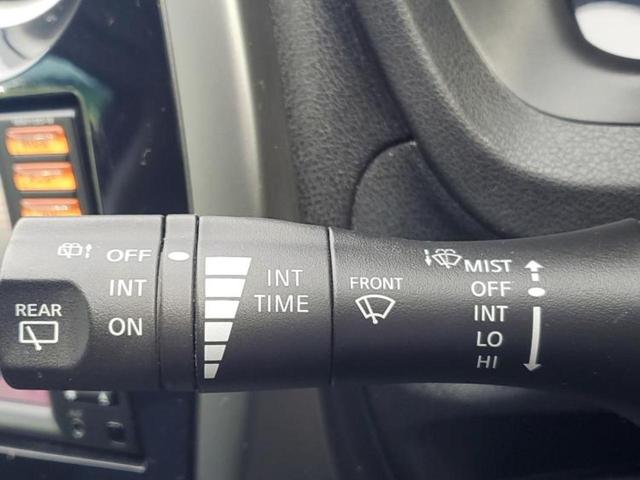 OFF
INT
ON
REAR
INT
TIME
FRONT
MIST
OFF
INT
LO
HI